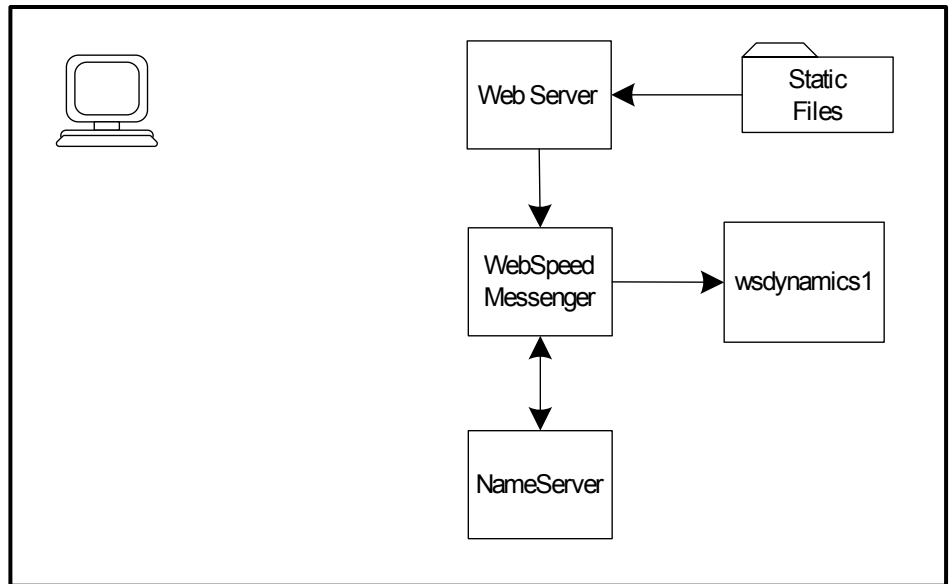 Web Server
Static
Files
WebSpeed
Messenger
wsdynamics1
NameServer